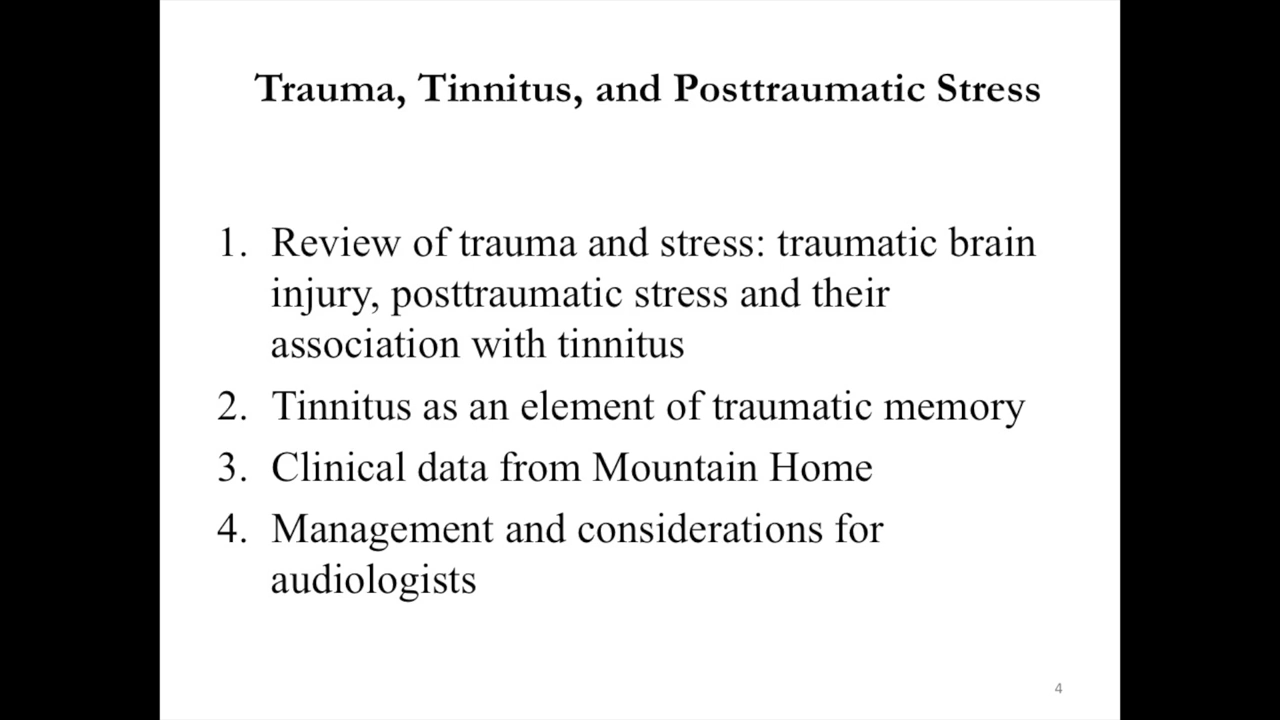 Trauma, Tinnitus, and Posttraumatic Stress
1. Review of trauma and stress: traumatic brain
injury, posttraumatic stress and their
association with tinnitus
2. Tinnitus as an element of traumatic memory
3. Clinical data from Mountain Home
4. Management and considerations for
audiologists
4